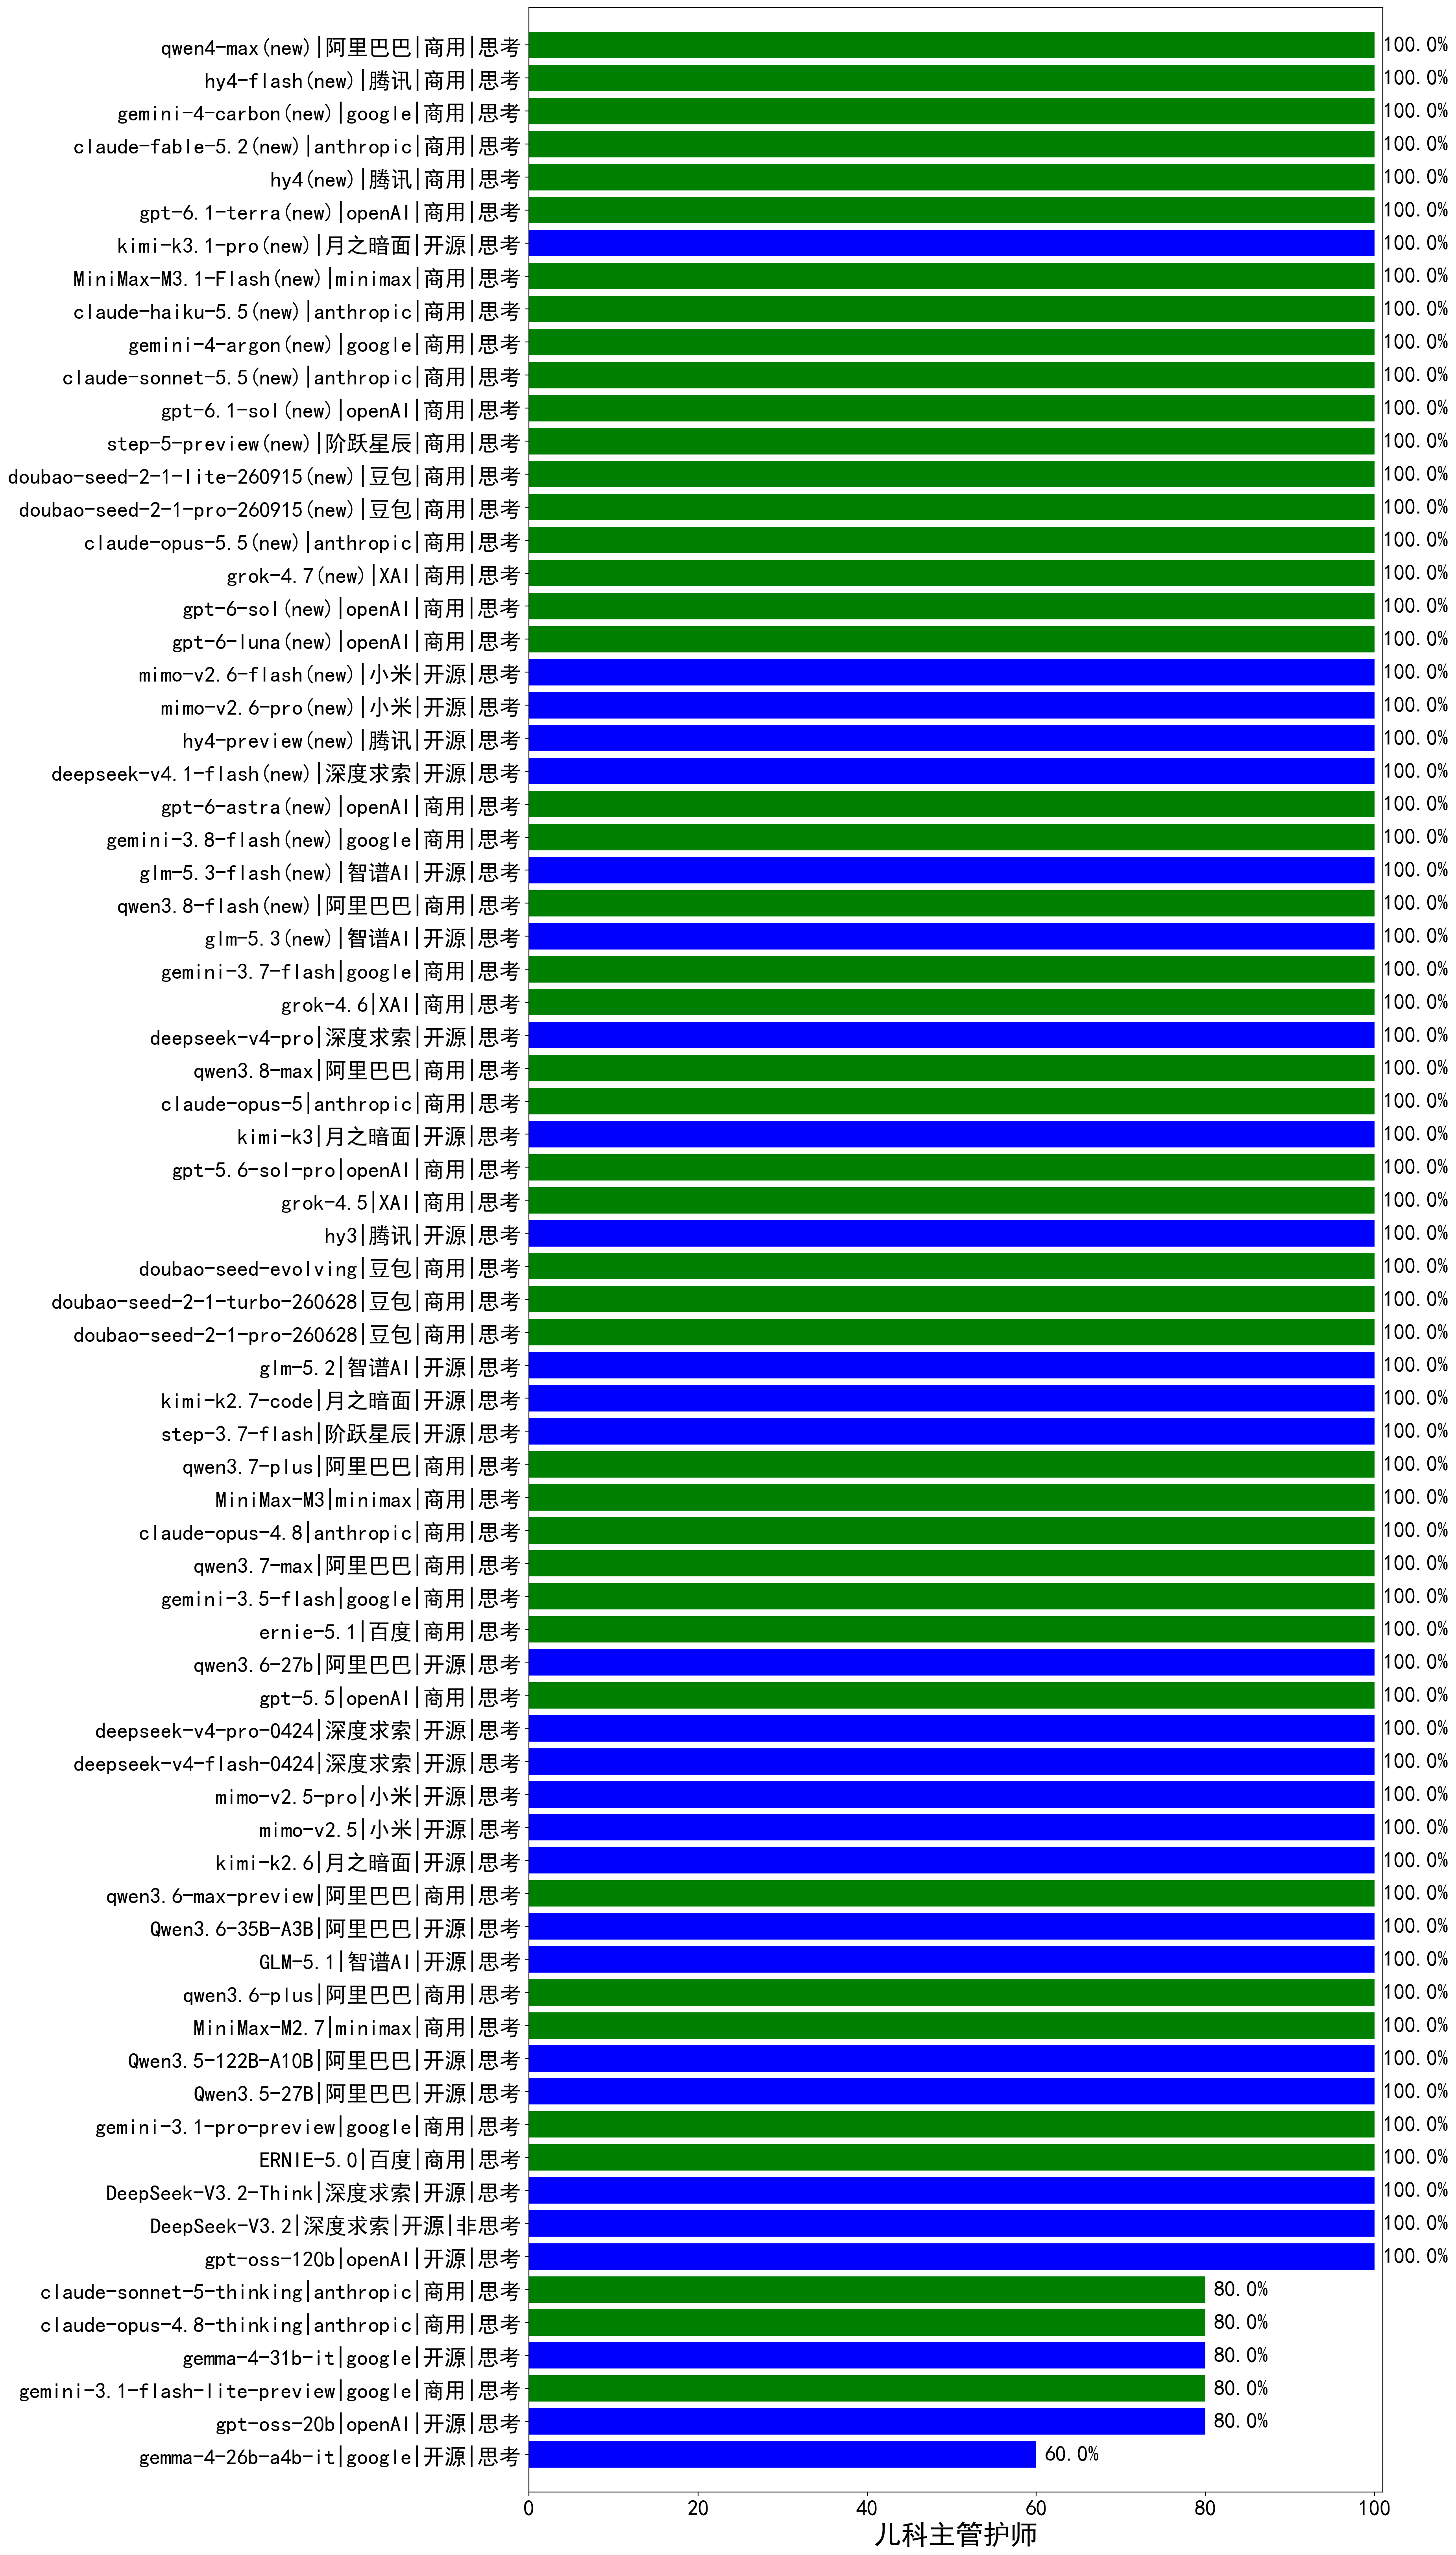 qwen4-max(new)|阿里巴巴|商用|思考 100.0%
hy4-flash(new)|腾讯|商用|思考 100.0%
gemini-4-carbon(new)|google|商用|思考 100.0%
claude-fable-5.2(new)|anthropic|商用|思考 100.0%
hy4(new)|腾讯|商用|思考 100.0%
gpt-6.1-terra(new)|openAI|商用|思考 100.0%
kimi-k3.1-pro(new)|月之暗面|开源|思考 100.0%
MiniMax-M3.1-Flash(new)|minimax|商用|思考 100.0%
claude-haiku-5.5(new)|anthropic|商用|思考 100.0%
gemini-4-argon(new)|google|商用|思考 100.0%
claude-sonnet-5.5(new)|anthropic|商用|思考 100.0%
gpt-6.1-sol(new)|openAI|商用|思考 100.0%
step-5-preview(new)|阶跃星辰|商用|思考 100.0%
doubao-seed-2-1-lite-260915(new)|豆包|商用|思考 100.0%
doubao-seed-2-1-pro-260915(new)|豆包|商用|思考 100.0%
claude-opus-5.5(new)|anthropic|商用|思考 100.0%
grok-4.7(new)|XAI|商用|思考 100.0%
gpt-6-sol(new)|openAI|商用|思考 100.0%
gpt-6-luna(new)|openAI|商用|思考 100.0%
mimo-v2.6-flash(new)|小米|开源|思考 100.0%
mimo-v2.6-pro(new)|小米|开源|思考 100.0%
hy4-preview(new)|腾讯|开源|思考 100.0%
deepseek-v4.1-flash(new)|深度求索|开源|思考 100.0%
gpt-6-astra(new)|openAI|商用|思考 100.0%
gemini-3.8-flash(new)|google|商用|思考 100.0%
glm-5.3-flash(new)|智谱AI|开源|思考 100.0%
qwen3.8-flash(new)|阿里巴巴|商用|思考 100.0%
glm-5.3(new)|智谱AI|开源|思考 100.0%
gemini-3.7-flash|google|商用|思考 100.0%
grok-4.6|XAI|商用|思考 100.0%
deepseek-v4-pro|深度求索|开源|思考 100.0%
qwen3.8-max|阿里巴巴|商用|思考 100.0%
claude-opus-5|anthropic|商用|思考 100.0%
kimi-k3|月之暗面|开源|思考 100.0%
gpt-5.6-sol-pro|openAI|商用|思考 100.0%
grok-4.5|XAI|商用|思考 100.0%
hy3|腾讯|开源|思考 100.0%
doubao-seed-evolving|豆包|商用|思考 100.0%
doubao-seed-2-1-turbo-260628|豆包|商用|思考 100.0%
doubao-seed-2-1-pro-260628|豆包|商用|思考 100.0%
glm-5.2|智谱AI|开源|思考 100.0%
kimi-k2.7-code|月之暗面|开源|思考 100.0%
step-3.7-flash|阶跃星辰|开源|思考 100.0%
qwen3.7-plus|阿里巴巴|商用|思考 100.0%
MiniMax-M3|minimax|商用|思考 100.0%
claude-opus-4.8|anthropic|商用|思考 100.0%
qwen3.7-max|阿里巴巴|商用|思考 100.0%
gemini-3.5-flash|google|商用|思考 100.0%
ernie-5.1|百度|商用|思考 100.0%
qwen3.6-27b|阿里巴巴|开源|思考 100.0%
gpt-5.5|openAI|商用|思考 100.0%
deepseek-v4-pro-0424|深度求索|开源|思考 100.0%
deepseek-v4-flash-0424|深度求索|开源|思考 100.0%
mimo-v2.5-pro|小米|开源|思考 100.0%
mimo-v2.5|小米|开源|思考 100.0%
kimi-k2.6|月之暗面|开源|思考 100.0%
qwen3.6-max-preview|阿里巴巴|商用|思考 100.0%
Qwen3.6-35B-A3B|阿里巴巴|开源|思考 100.0%
GLM-5.1|智谱AI|开源|思考 100.0%
qwen3.6-plus|阿里巴巴|商用|思考 100.0%
MiniMax-M2.7|minimax|商用|思考 100.0%
Qwen3.5-122B-A10B|阿里巴巴|开源|思考 100.0%
Qwen3.5-27B|阿里巴巴|开源|思考 100.0%
gemini-3.1-pro-preview|google|商用|思考 100.0%
ERNIE-5.0|百度|商用|思考 100.0%
DeepSeek-V3.2-Think|深度求索|开源|思考 100.0%
DeepSeek-V3.2|深度求索|开源|非思考 100.0%
gpt-oss-120b|openAI|开源|思考 100.0%
claude-sonnet-5-thinking|anthropic|商用|思考 80.0%
claude-opus-4.8-thinking|anthropic|商用|思考 80.0%
gemma-4-31b-it|google|开源|思考 80.0%
gemini-3.1-flash-lite-preview|google|商用|思考 80.0%
gpt-oss-20b|openAI|开源|思考 80.0%
gemma-4-26b-a4b-it|google|开源|思考 60.0%
0 20 40 60 80 100
儿科主管护师